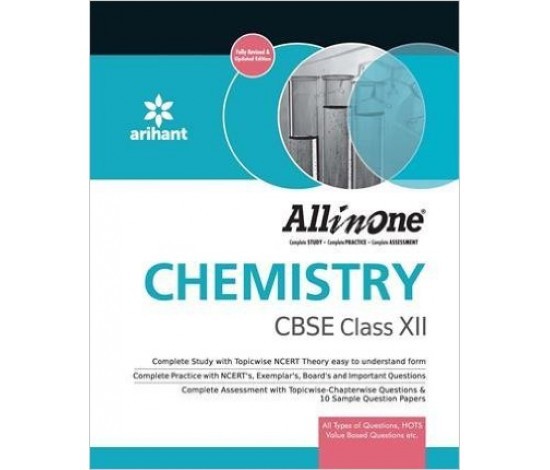 Fully Revised &
Updated Edition
arihant
All in One®
Complete STUDY • Complete PRACTICE • Complete ASSESSMENT
CHEMISTRY
CBSE Class XII
Complete Study with Topicwise NCERT Theory easy to understand form
Complete Practice with NCERT's, Exemplar's, Board's and Important Questions
Complete Assessment with Topicwise-Chapterwise Questions &
10 Sample Question Papers
All Types of Questions, HOTS
Value Based Questions etc.